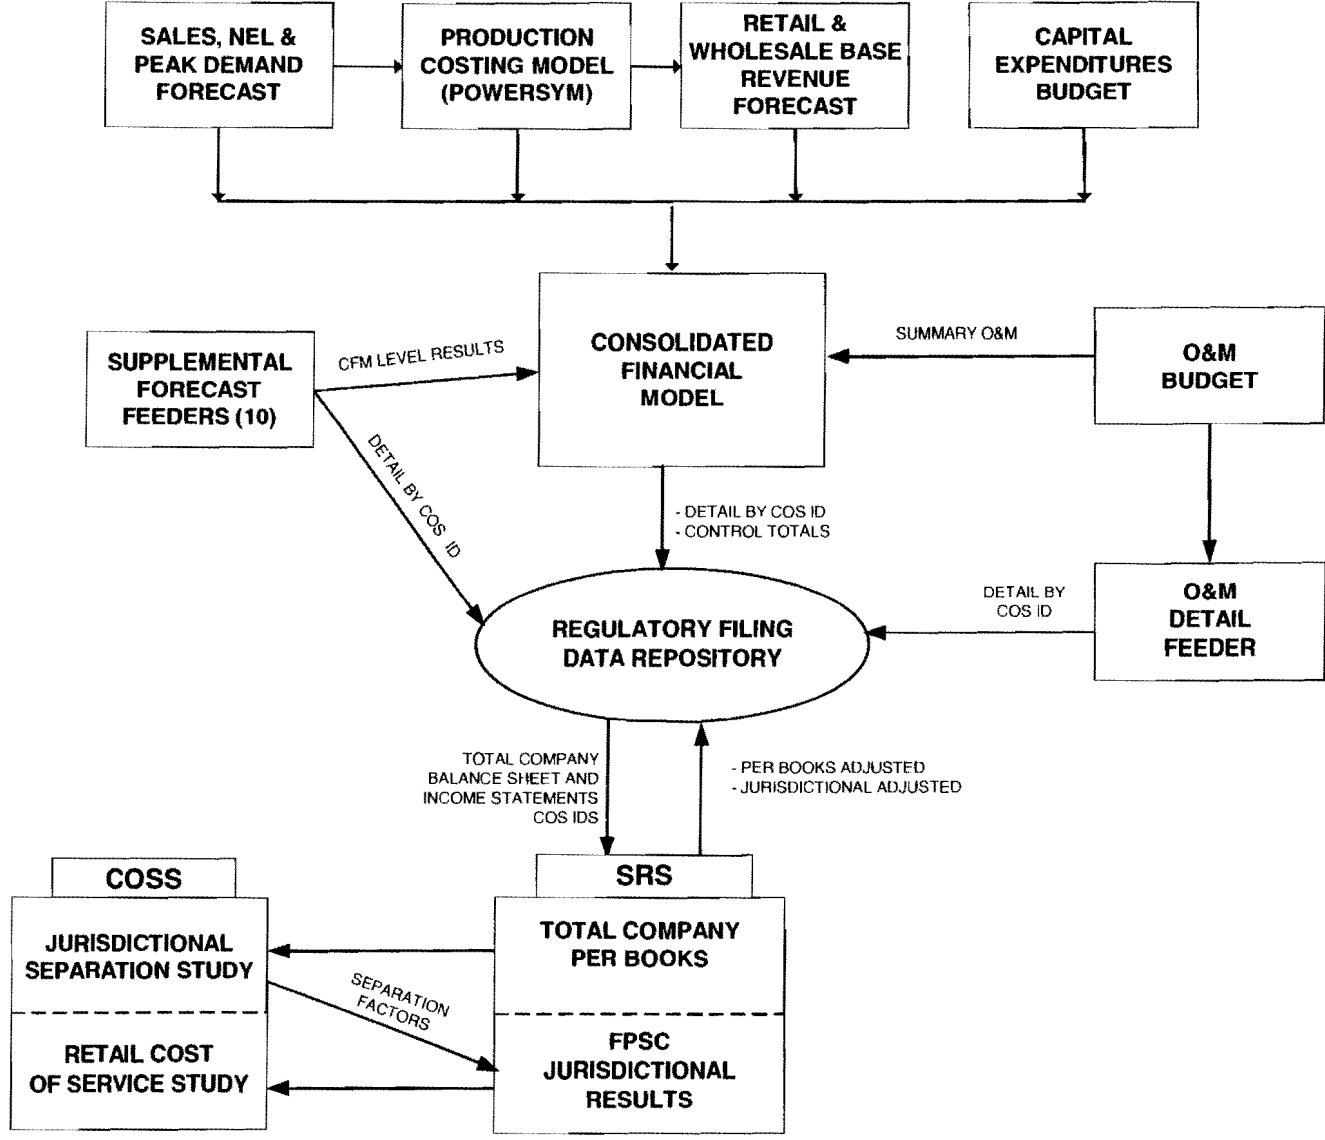 SALES, NEL &
PEAK DEMAND
FORECAST
PRODUCTION
COSTING MODEL
(POWERSYM)
RETAIL &
WHOLESALE BASE
REVENUE
FORECAST
CAPITAL
EXPENDITURES
BUDGET
SUPPLEMENTAL
FORECAST
FEEDERS (10)
CFM LEVEL RESULTS
CONSOLIDATED
FINANCIAL
MODEL
SUMMARY O&M
O&M
BUDGET
DETAIL BY COS ID
- DETAIL BY COS ID
- CONTROL TOTALS
REGULATORY FILING
DATA REPOSITORY
DETAIL BY
COS ID
O&M
DETAIL
FEEDER
TOTAL COMPANY
BALANCE SHEET AND
INCOME STATEMENTS
COS IDS
- PER BOOKS ADJUSTED
- JURISDICTIONAL ADJUSTED
COSS
JURISDICTIONAL
SEPARATION STUDY
RETAIL COST
OF SERVICE STUDY
SEPARATION
FACTORS
SRS
TOTAL COMPANY
PER BOOKS
FPSC
JURISDICTIONAL
RESULTS